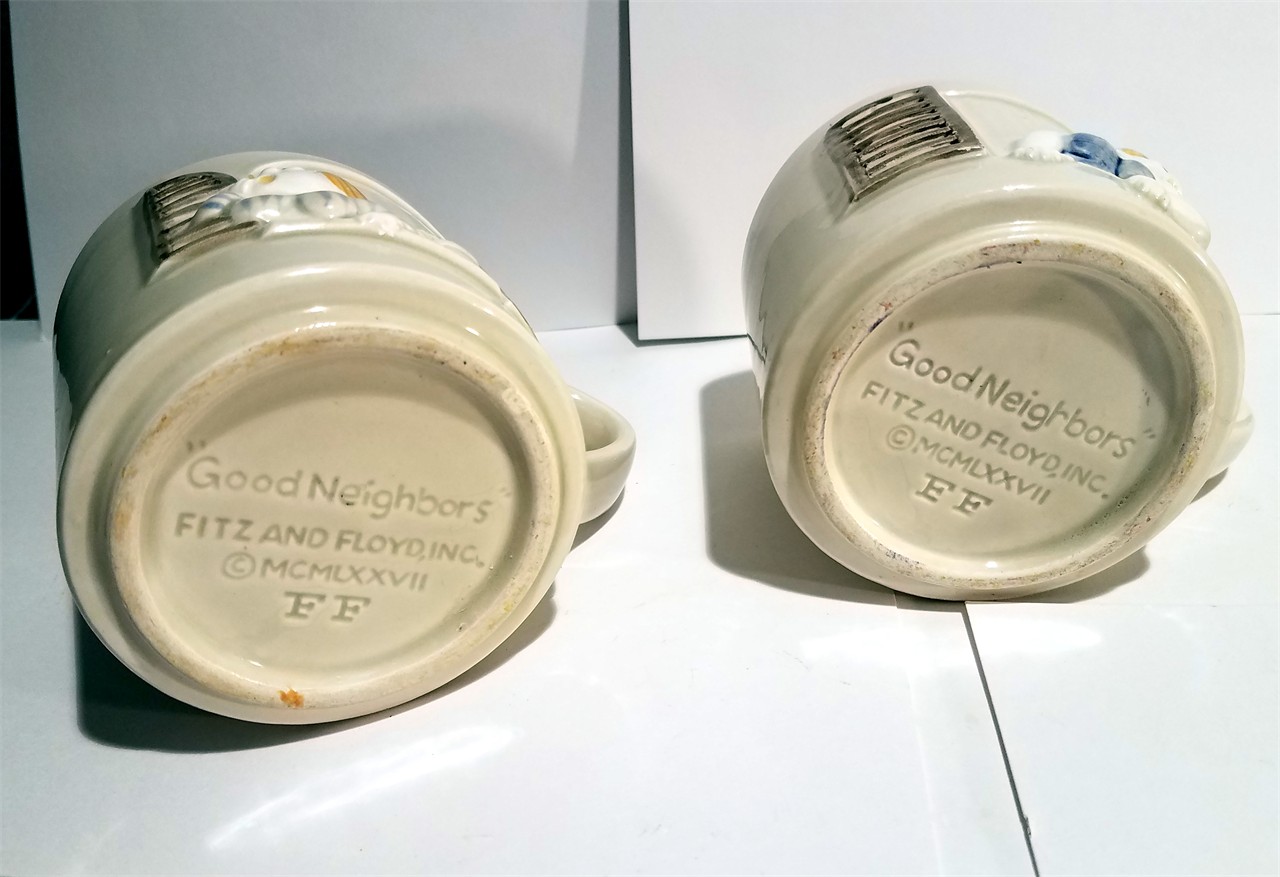 "Good Neighbors"
FITZ AND FLOYD, INC.
©MCMLXXVII
FF
"Good Neighbors"
FITZ AND FLOYD, INC.
©MCMLXXVII
FF